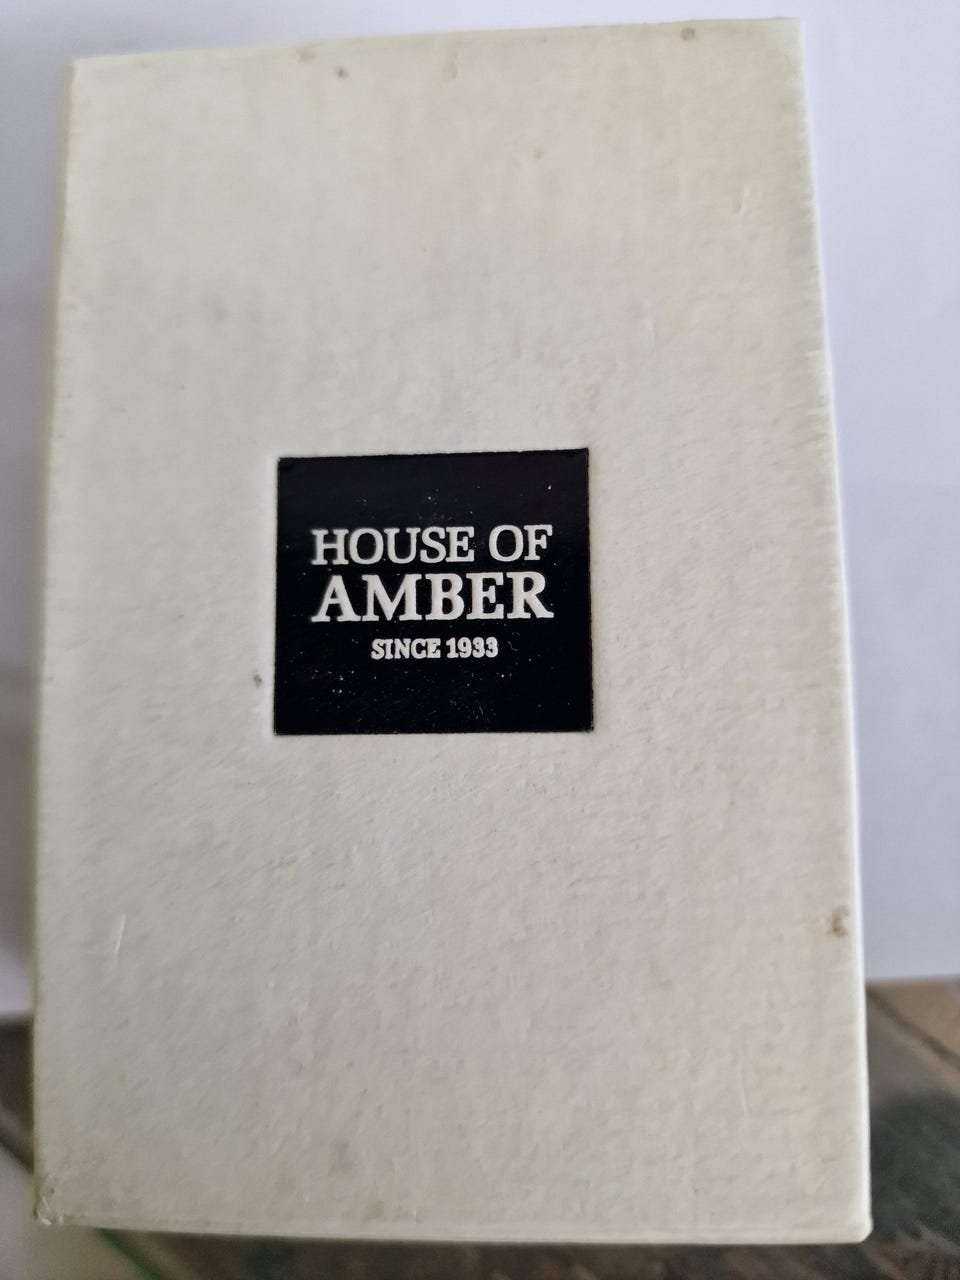 HOUSE OF
AMBER
SINCE 1933